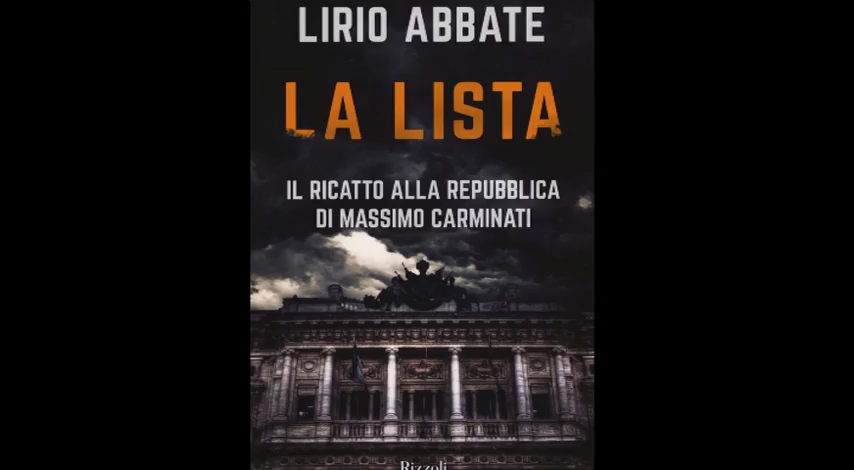 LIRIO ABBATE
LA LISTA
IL RICATTO ALLA REPUBBLICA
DI MASSIMO CARMINATI
Rizzoli